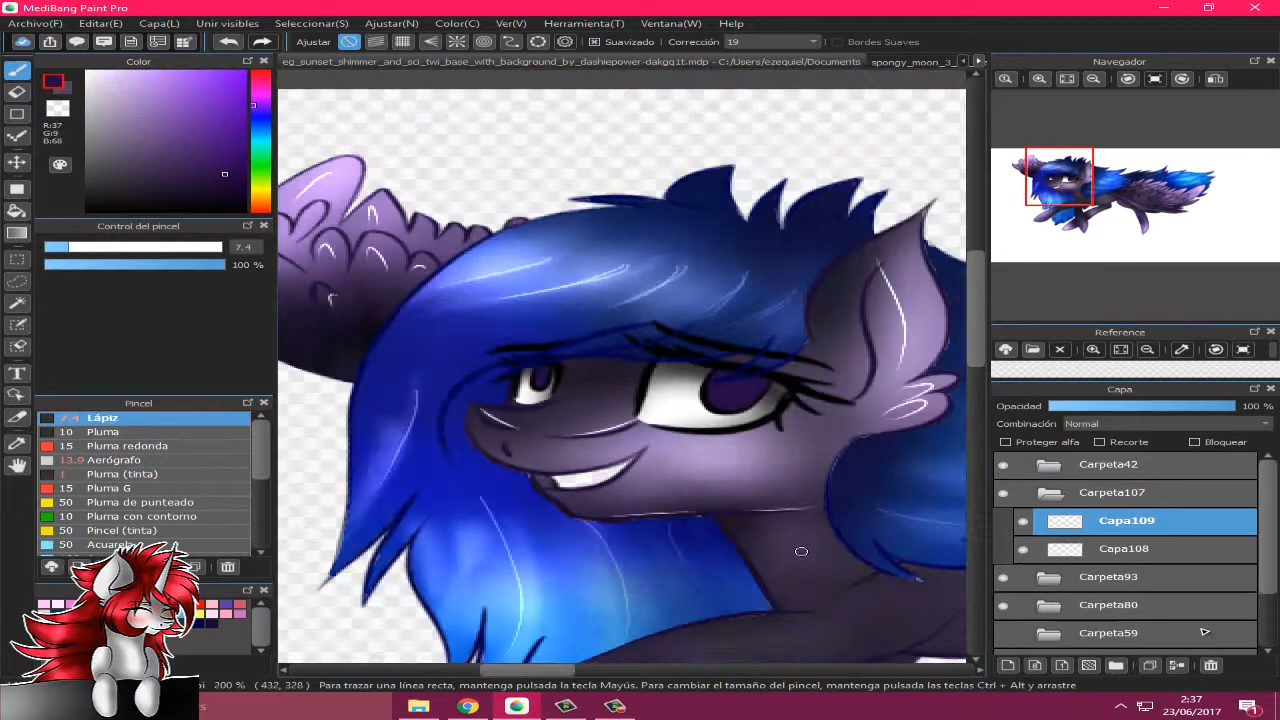 MediBang Paint Pro
Archivo(F) Editar(E) Capa(L) Unir visibles Seleccionar(S) Ajustar(N) Color(C) Ver(V) Herramienta(T) Ventana(W) Help
Ajustar Suavizado Corrección 19 Bordes Suaves
Color
eg_sunset_shimmer_and_sci_twi_base_with_background_by_dashiepower-dakgq1t.mdp - C:/Users/ezequiel/Documents
spongy_moon_3_
Navegador
R:37
G:9
B:68
Control del pincel
7.4
100 %
Reference
Capa
Opacidad 100 %
Combinación Normal
Proteger alfa Recorte Bloquear
Pincel
7.4 Lápiz
10 Pluma
15 Pluma redonda
13.9 Aerógrafo
1 Pluma (tinta)
15 Pluma G
50 Pluma de punteado
10 Pluma con contorno
50 Pincel (tinta)
50 Acuarela
Carpeta42
Carpeta107
Capa109
Capa108
Carpeta93
Carpeta80
Carpeta59
200 % (432, 328) Para trazar una línea recta, mantenga pulsada la tecla Mayús. Para cambiar el tamaño del pincel, mantenga pulsadas las teclas Ctrl + Alt y arrastre
2:37
23/06/2017
1